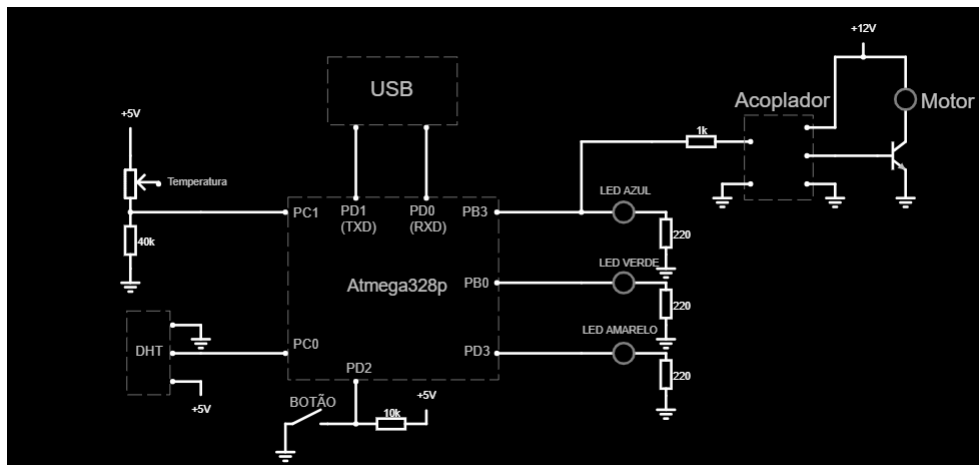 +12V
USB
Acoplador
Motor
+5V
1k
Temperatura
LED AZUL
PC1
PD1
(TXD)
PD0
(RXD)
PB3
40k
220
LED VERDE
Atmega328p
PB0
220
LED AMARELO
DHT
PC0
PD3
PD2
220
+5V
BOTÃO
+5V
10k